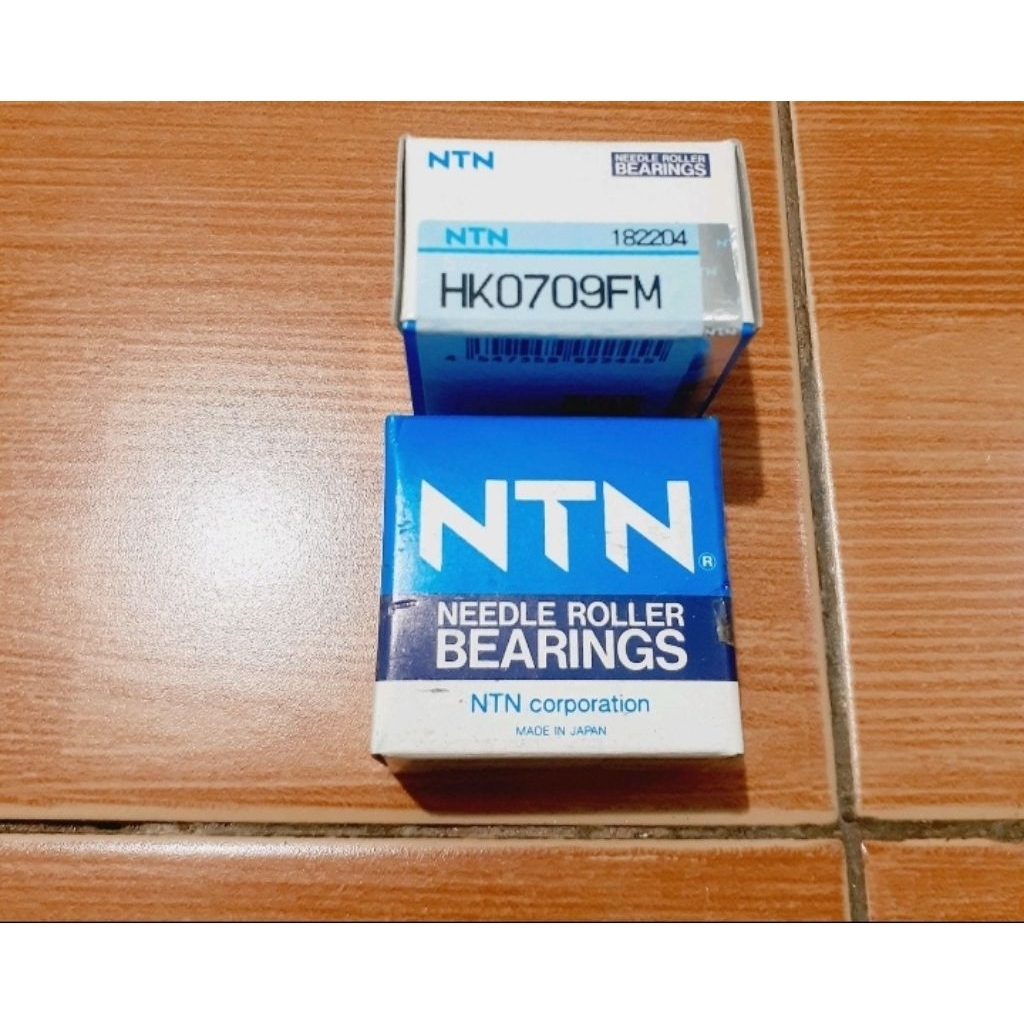 NTN
NEEDLE ROLLER
BEARINGS
NTN 182204
HK0709FM
NTN
NEEDLE ROLLER
BEARINGS
NTN corporation
MADE IN JAPAN